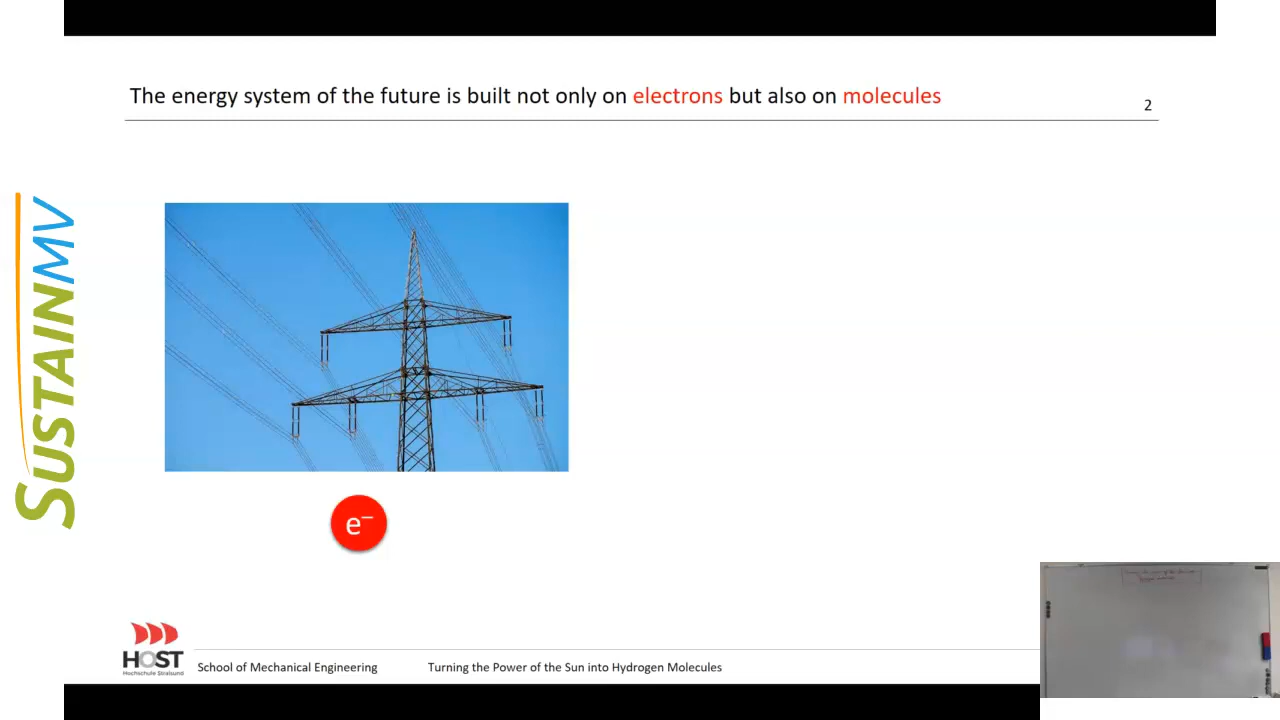 The energy system of the future is built not only on electrons but also on molecules
2
SUSTAINMV
e⁻
HOST
Hochschule Stralsund
School of Mechanical Engineering
Turning the Power of the Sun into Hydrogen Molecules